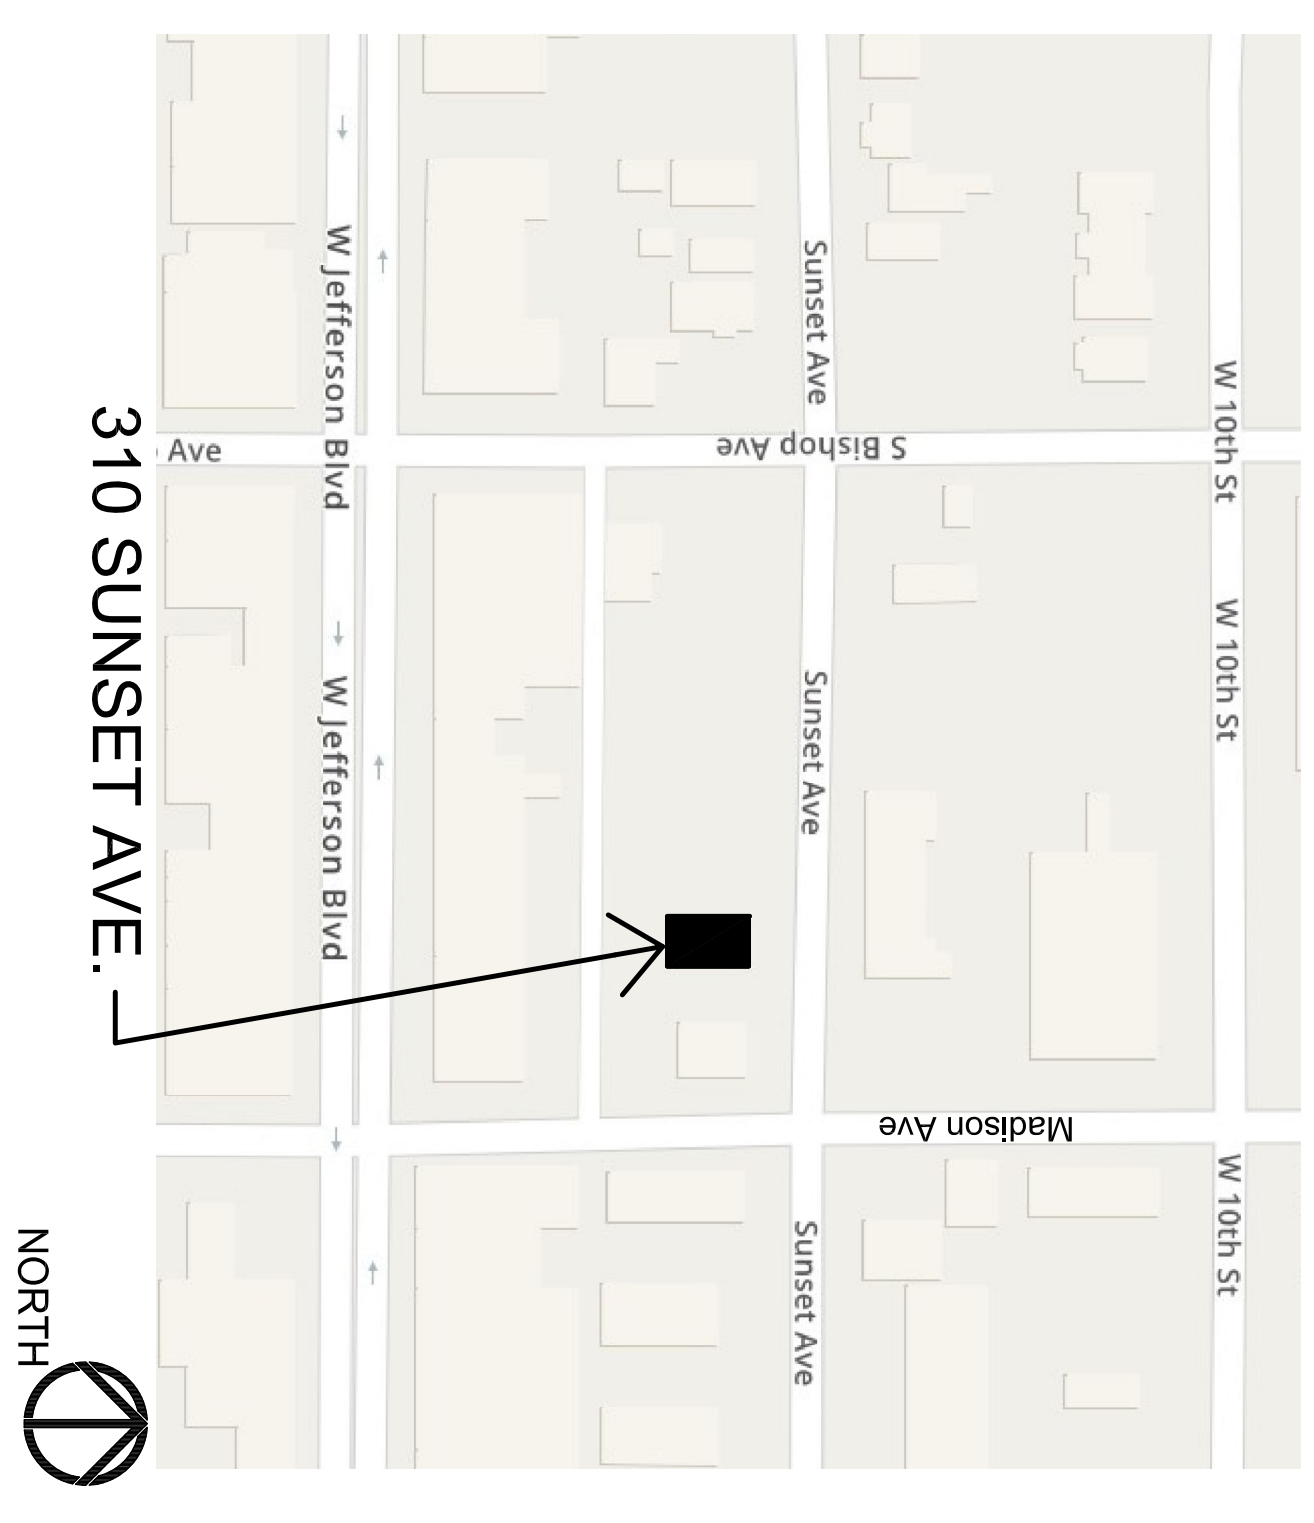 310 SUNSET AVE.
NORTH
W Jefferson Blvd
W Jefferson Blvd
Ave
S Bishop Ave
Sunset Ave
Sunset Ave
Sunset Ave
Madison Ave
W 10th St
W 10th St
W 10th St